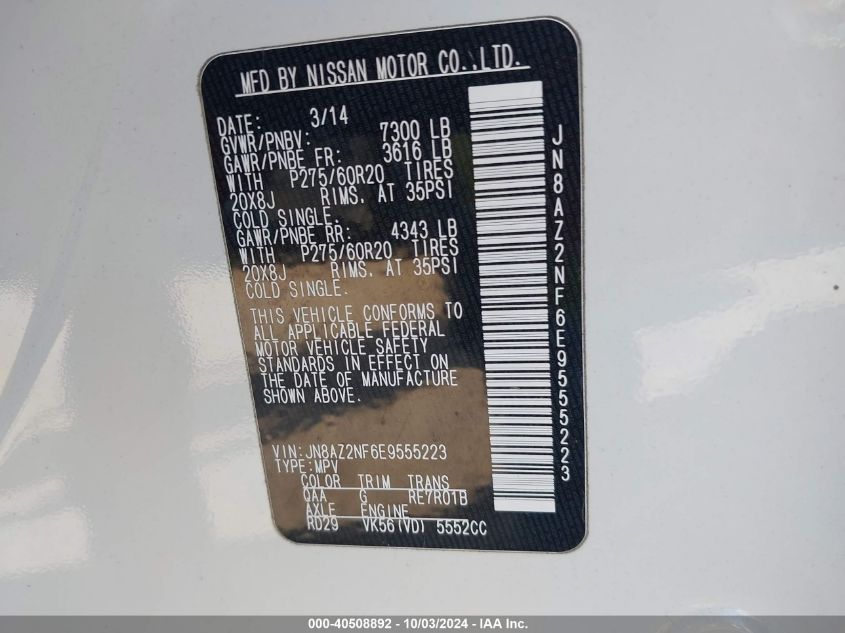 MFD BY NISSAN MOTOR CO.,LTD.
DATE: 3/14
GVWR/PNBV: 7300 LB
GAWR/PNBE FR: 3616 LB
WITH P275/60R20 TIRES
20X8J RIMS. AT 35PSI
COLD SINGLE.
GAWR/PNBE RR: 4343 LB
WITH P275/60R20 TIRES
20X8J RIMS. AT 35PSI
COLD SINGLE.
THIS VEHICLE CONFORMS TO
ALL APPLICABLE FEDERAL
MOTOR VEHICLE SAFETY
STANDARDS IN EFFECT ON
THE DATE OF MANUFACTURE
SHOWN ABOVE.
VIN:JN8AZ2NF6E9555223
TYPE:MPV
COLOR TRIM TRANS
QAA G RE7R01B
AXLE ENGINE
RD29 VK56(VD) 5552CC
JN8AZ2NF6E9555223
000-40508892 - 10/03/2024 - IAA Inc.